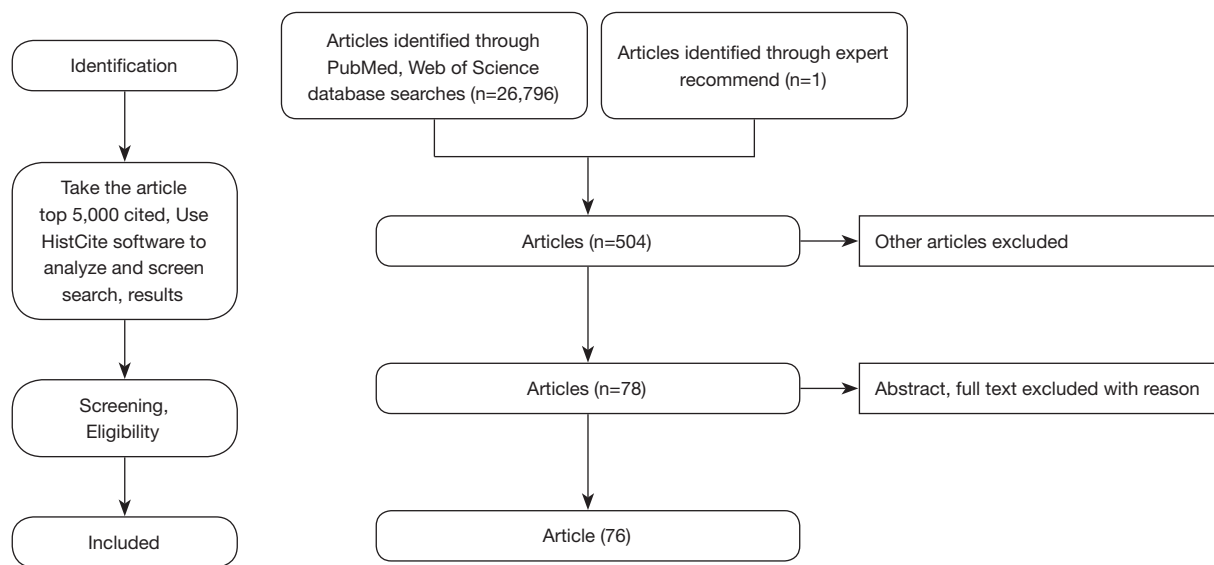 Identification
Take the article
top 5,000 cited, Use
HistCite software to
analyze and screen
search, results
Screening,
Eligibility
Included
Articles identified through
PubMed, Web of Science
database searches (n=26,796)
Articles identified through expert
recommend (n=1)
Articles (n=504)
Other articles excluded
Articles (n=78)
Abstract, full text excluded with reason
Article (76)